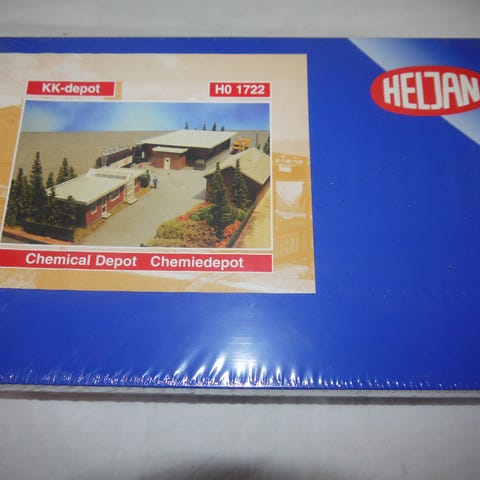 KK-depot
H0 1722
HELJAN
Chemical Depot Chemiedepot